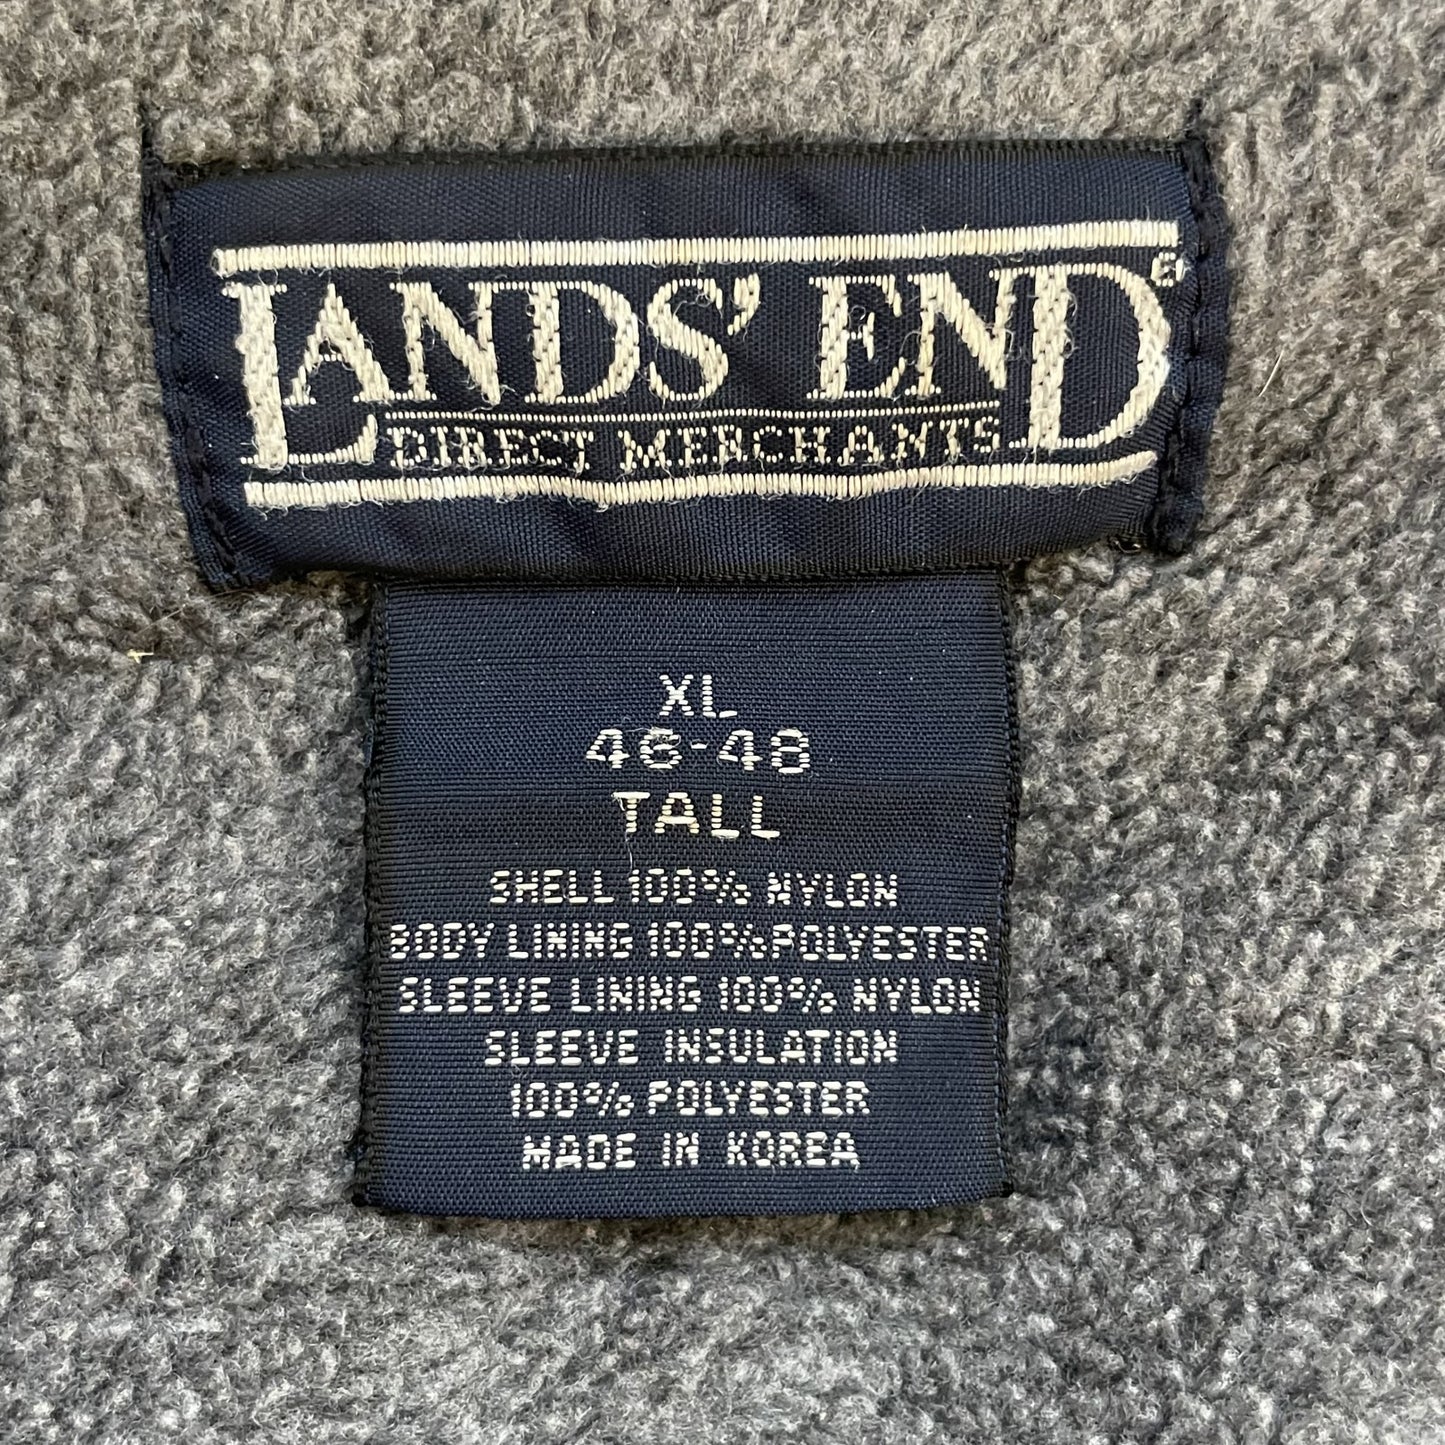 LANDS' END®
DIRECT MERCHANTS
XL
46-48
TALL
SHELL 100% NYLON
BODY LINING 100% POLYESTER
SLEEVE LINING 100% NYLON
SLEEVE INSULATION
100% POLYESTER
MADE IN KOREA